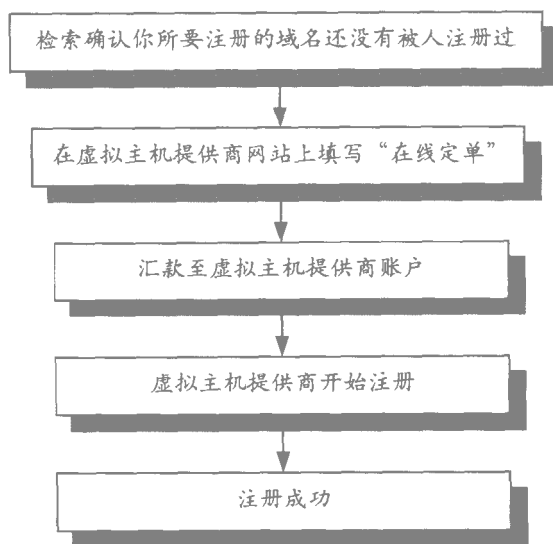 检索确认你所要注册的域名还没有被人注册过
在虚拟主机提供商网站上填写“在线定单”
汇款至虚拟主机提供商账户
虚拟主机提供商开始注册
注册成功